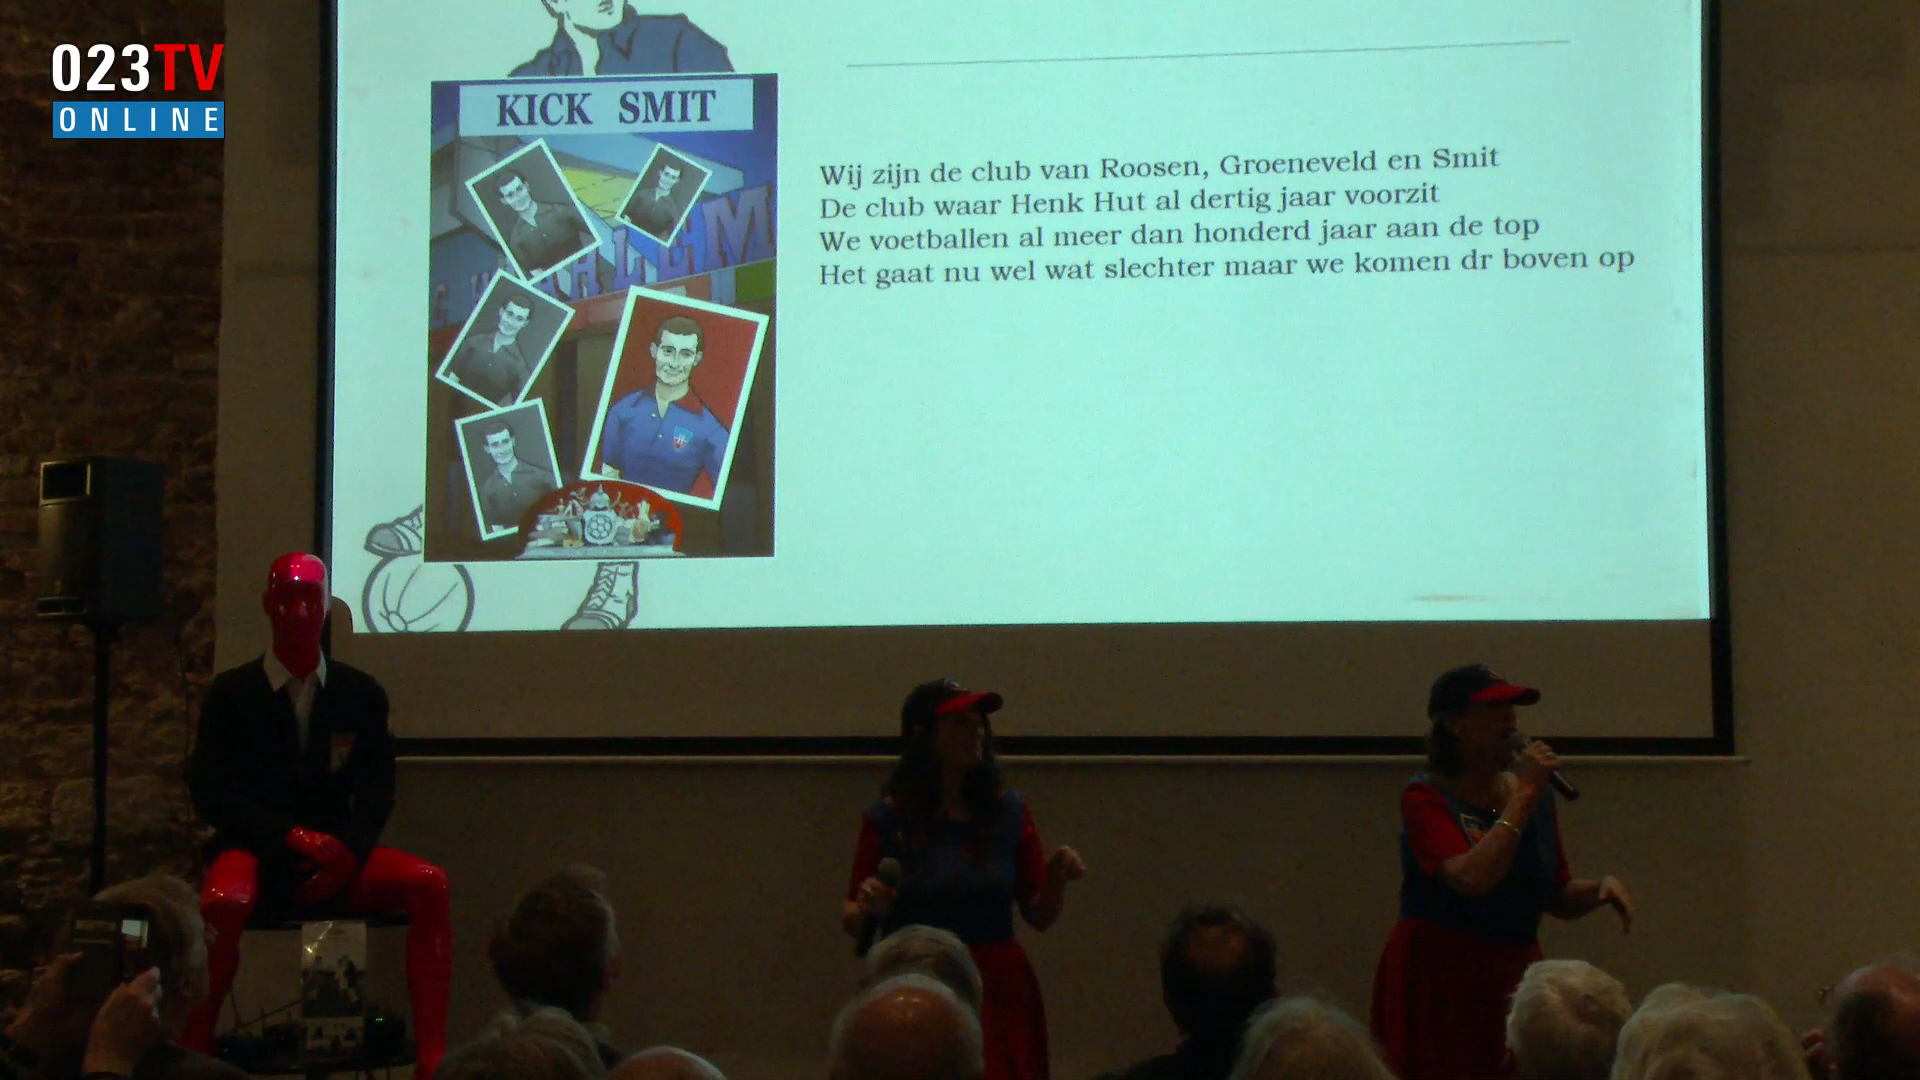 023TV
ONLINE
KICK SMIT
Wij zijn de club van Roosen, Groeneveld en Smit
De club waar Henk Hut al dertig jaar voorzit
We voetballen al meer dan honderd jaar aan de top
Het gaat nu wel wat slechter maar we komen dr boven op